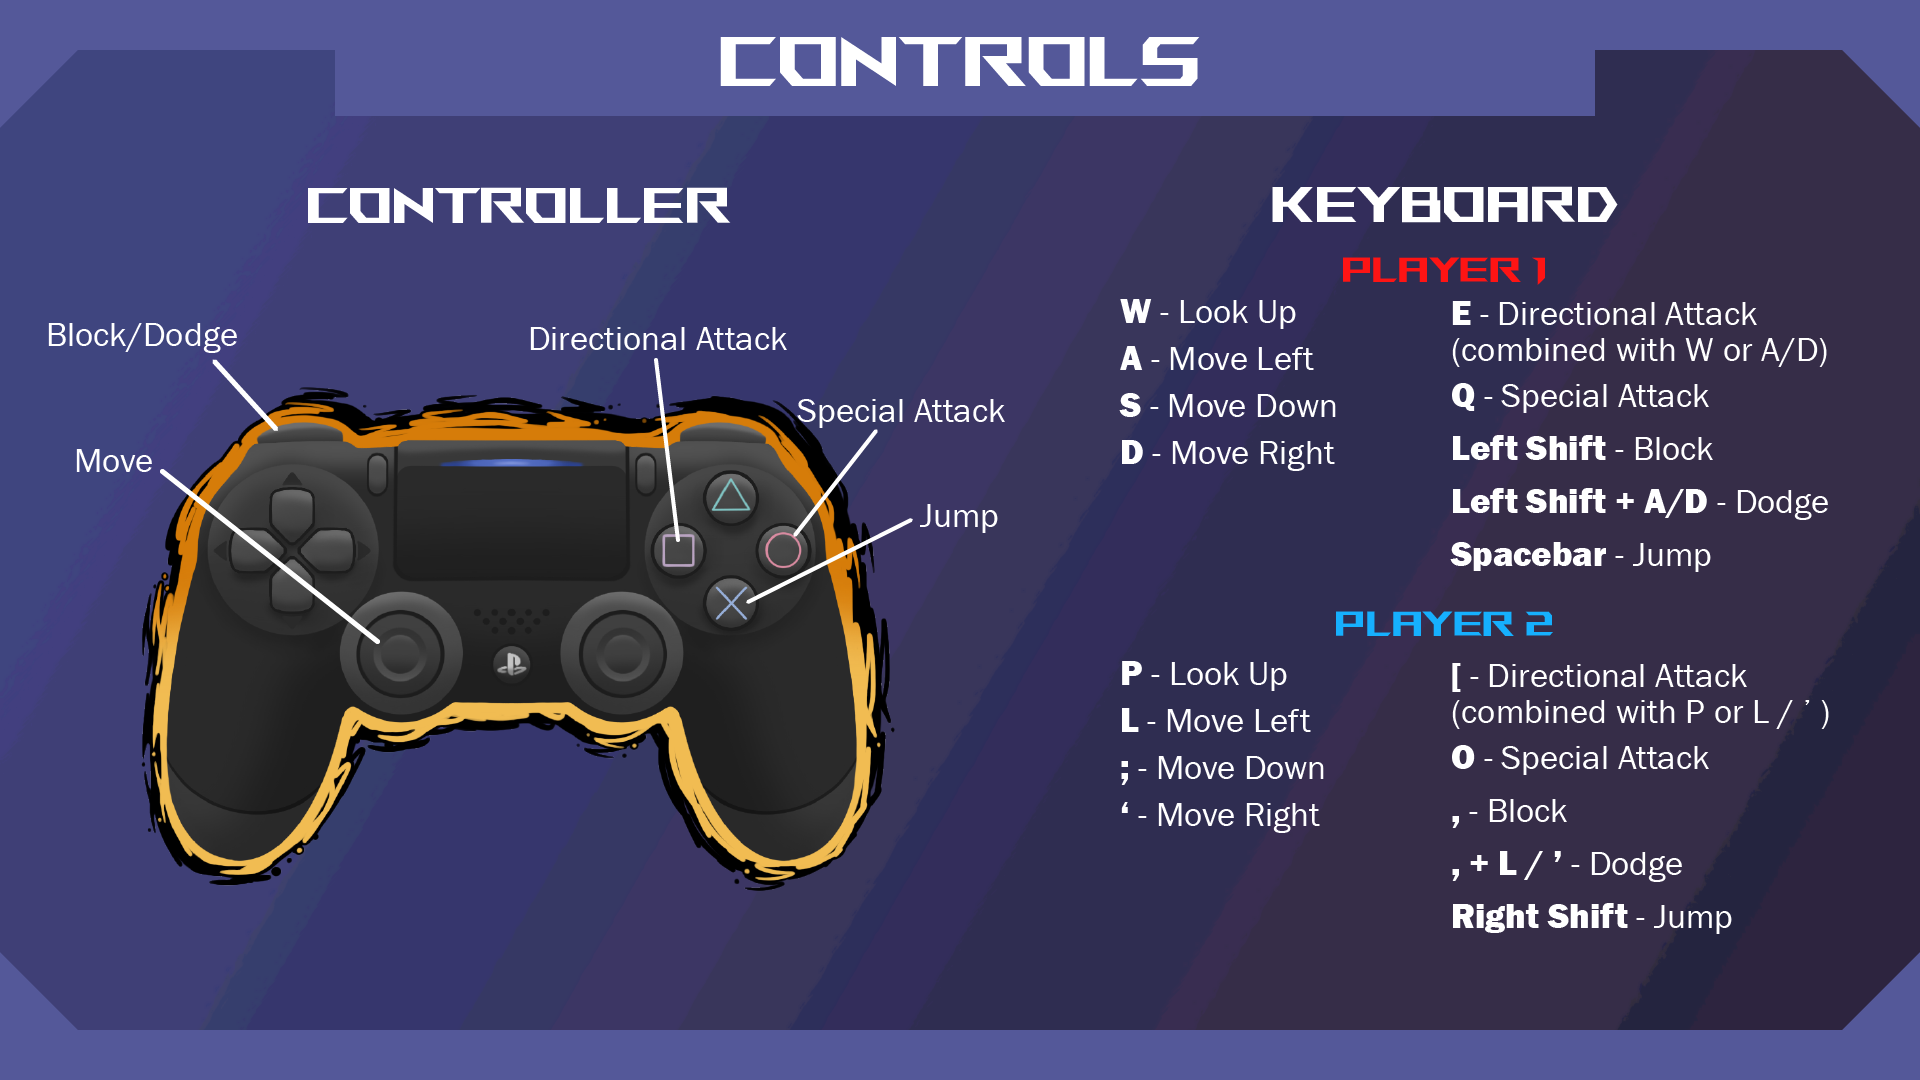 CONTROLS
CONTROLLER
Block/Dodge
Directional Attack
Special Attack
Move
Jump
KEYBOARD
PLAYER 1
W - Look Up
A - Move Left
S - Move Down
D - Move Right
E - Directional Attack
(combined with W or A/D)
Q - Special Attack
Left Shift - Block
Left Shift + A/D - Dodge
Spacebar - Jump
PLAYER 2
P - Look Up
L - Move Left
; - Move Down
‘ - Move Right
[ - Directional Attack
(combined with P or L / ’ )
O - Special Attack
, - Block
, + L / ’ - Dodge
Right Shift - Jump